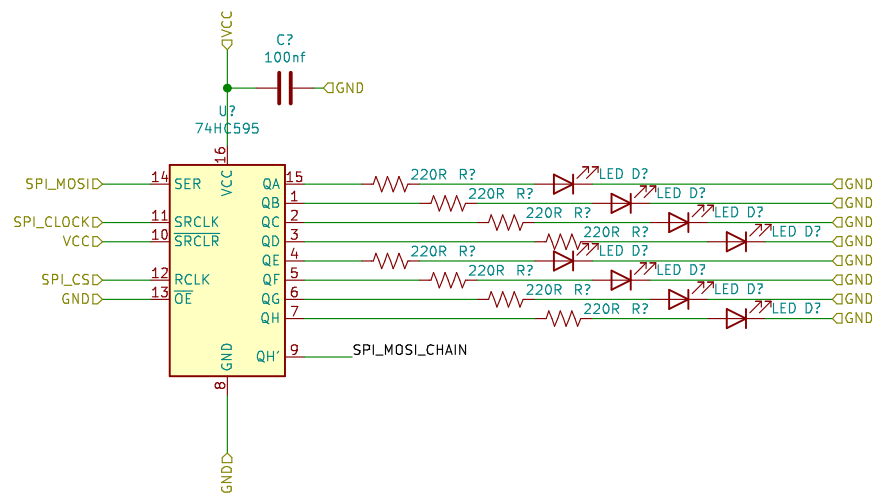 VCC
C?
100nf
GND
U?
74HC595
16
VCC
SPI_MOSI 14 SER QA 15 220R R? LED D? GND
QB 1 220R R? LED D? GND
SPI_CLOCK 11 SRCLK QC 2 220R R? LED D? GND
VCC 10 SRCLR QD 3 220R R? LED D? GND
QE 4 220R R? LED D? GND
SPI_CS 12 RCLK QF 5 220R R? LED D? GND
GND 13 OE QG 6 220R R? LED D? GND
QH 7 220R R? LED D? GND
GND QH' 9 SPI_MOSI_CHAIN
8
GND